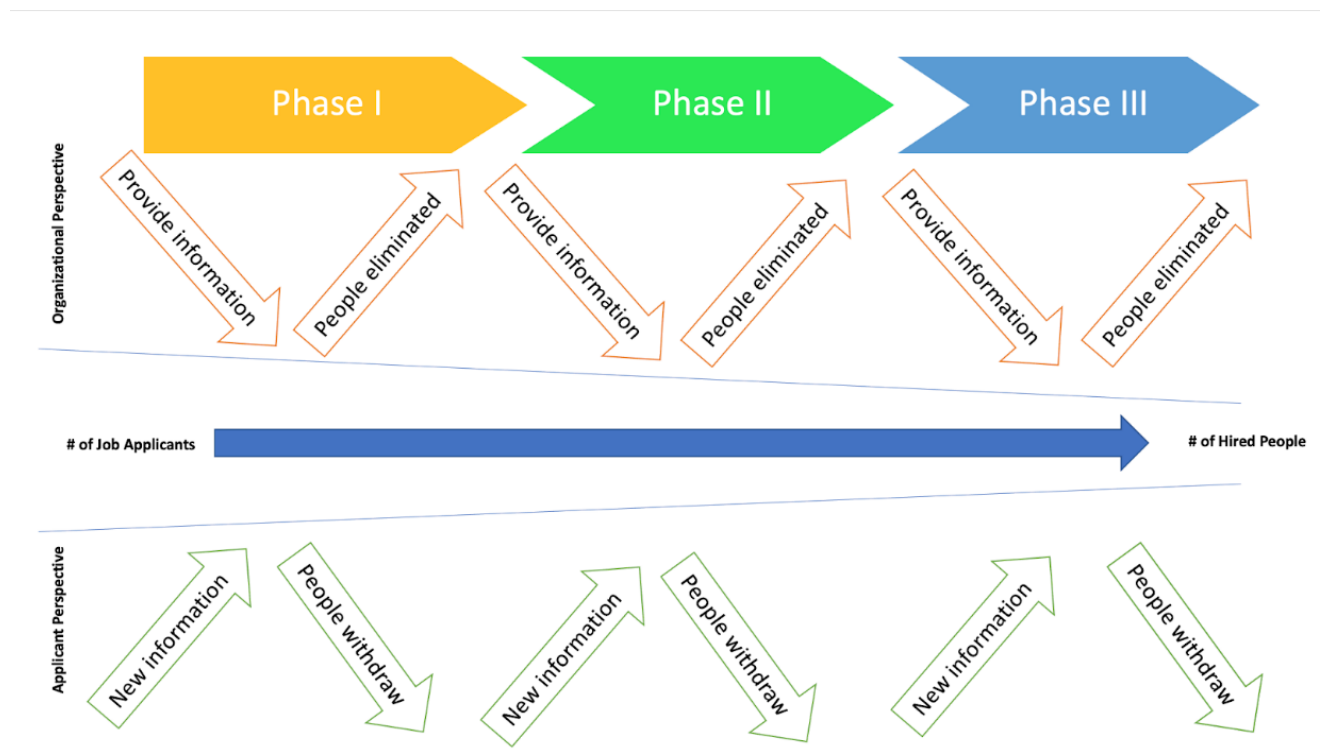 Phase I
Phase II
Phase III
Organizational Perspective
Provide information
People eliminated
Provide information
People eliminated
Provide information
People eliminated
# of Job Applicants
# of Hired People
Applicant Perspective
New information
People withdraw
New information
People withdraw
New information
People withdraw